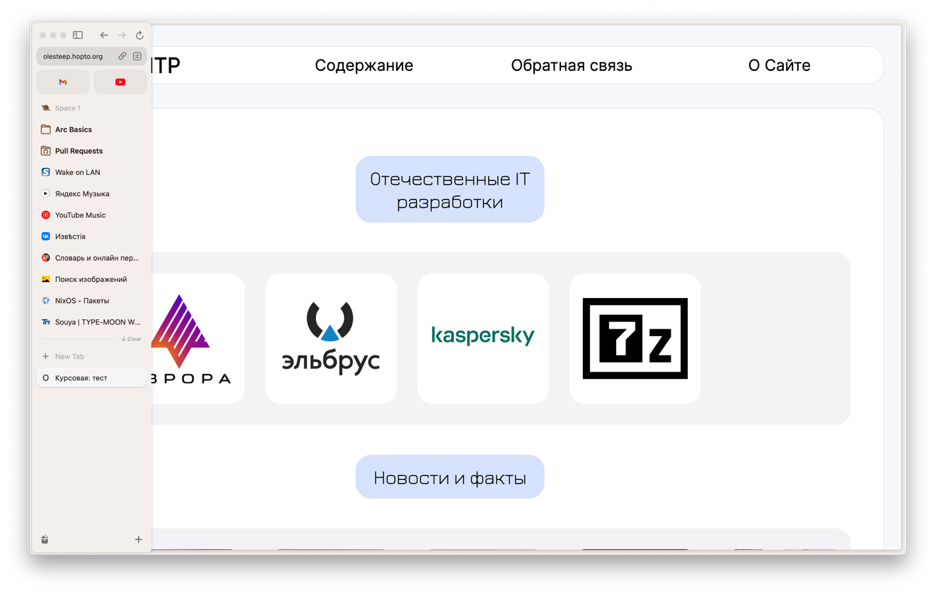 oiesteep.hopto.org
Space 1
Arc Basics
Pull Requests
Wake on LAN
Яндекс Музыка
YouTube Music
Извѣстія
Словарь и онлайн пер...
Поиск изображений
NixOS - Пакеты
Souya | TYPE-MOON W...
Clear
New Tab
Курсовая: тест
Содержание
Обратная связь
О Сайте
Отечественные IT
разработки
ВРОРА
эльбрус
kaspersky
7z
Новости и факты